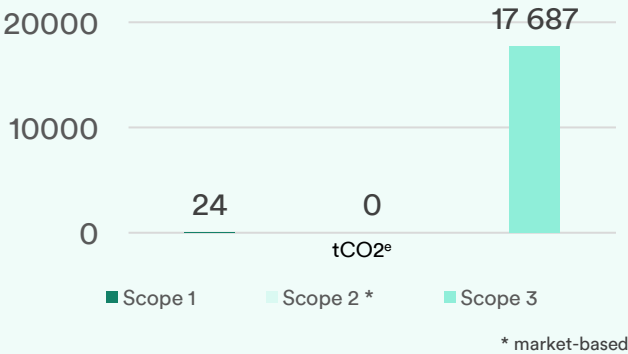 20000
17 687
10000
24
0
0
tCO2ᵉ
Scope 1
Scope 2 *
Scope 3
* market-based